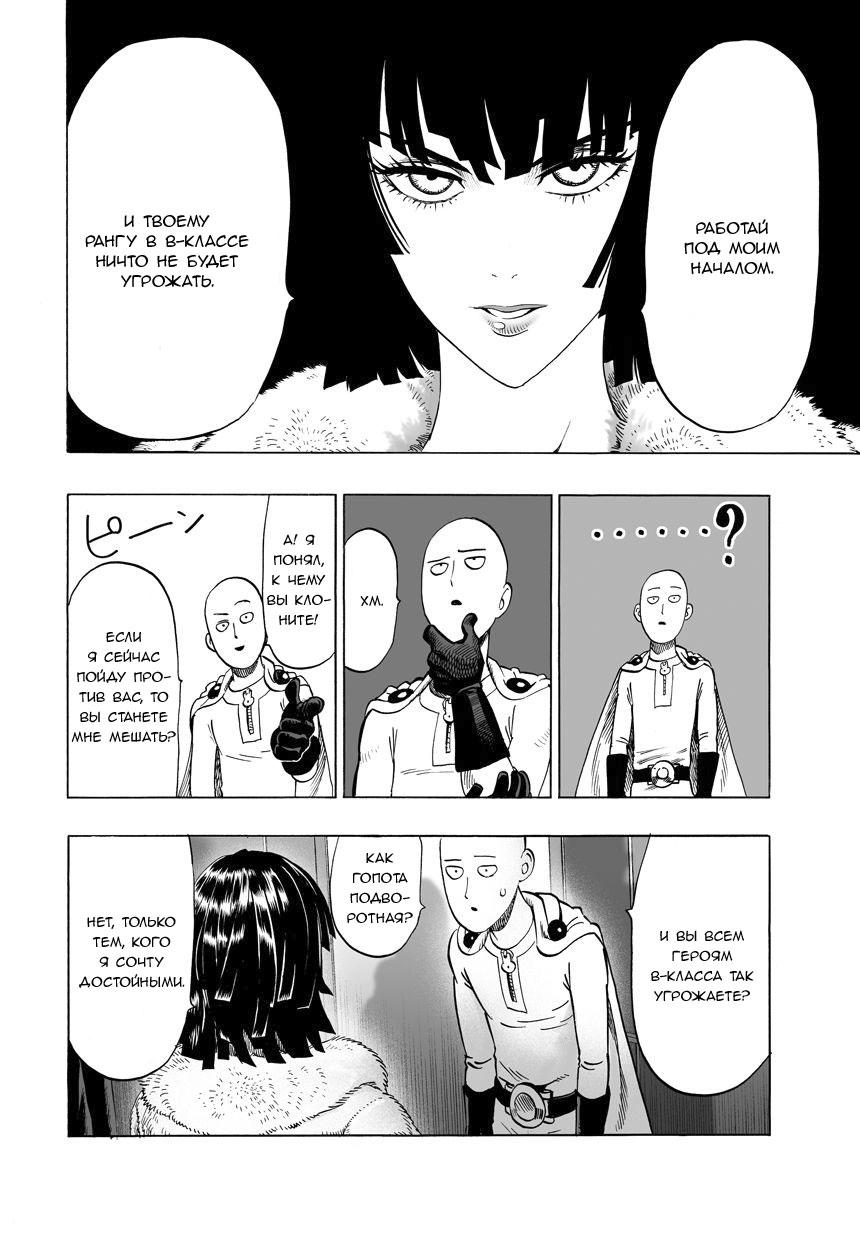 РАБОТАЙ
ПОД МОИМ
НАЧАЛОМ.
И ТВОЕМУ
РАНГУ В B-КЛАССЕ
НИЧТО НЕ БУДЕТ
УГРОЖАТЬ.
......?
ХМ.
А! Я
ПОНЯЛ,
К ЧЕМУ
ВЫ КЛО-
НИТЕ!
ピーン
ЕСЛИ
Я СЕЙЧАС
ПОЙДУ ПРО-
ТИВ ВАС, ТО
ВЫ СТАНЕТЕ
МНЕ МЕШАТЬ?
И ВЫ ВСЕМ
ГЕРОЯМ
B-КЛАССА ТАК
УГРОЖАЕТЕ?
КАК
ГОПОТА
ПОДВО-
РОТНАЯ?
НЕТ, ТОЛЬКО
ТЕМ, КОГО
Я СОЧТУ
ДОСТОЙНЫМИ.